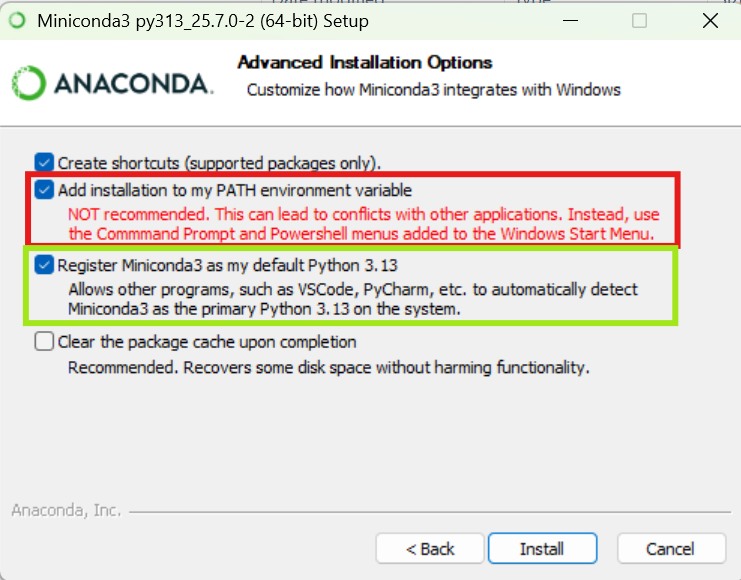 Miniconda3 py313_25.7.0-2 (64-bit) Setup
Advanced Installation Options
Customize how Miniconda3 integrates with Windows
ANACONDA.
Create shortcuts (supported packages only).
Add installation to my PATH environment variable
NOT recommended. This can lead to conflicts with other applications. Instead, use
the Commmand Prompt and Powershell menus added to the Windows Start Menu.
Register Miniconda3 as my default Python 3.13
Allows other programs, such as VSCode, PyCharm, etc. to automatically detect
Miniconda3 as the primary Python 3.13 on the system.
Clear the package cache upon completion
Recommended. Recovers some disk space without harming functionality.
Anaconda, Inc.
< Back
Install
Cancel